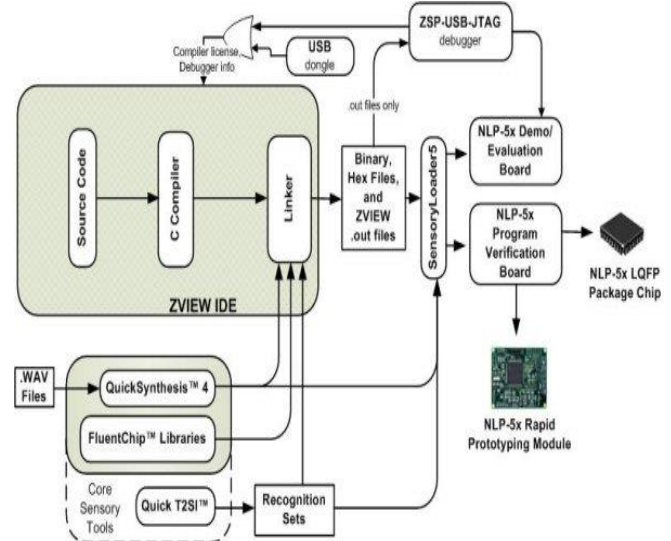 ZSP-USB-JTAG
debugger
Compiler license,
Debugger info
USB
dongle
.out files only
Source Code
C Compiler
Linker
ZVIEW IDE
Binary,
Hex Files,
and
ZVIEW
.out files
SensoryLoader5
NLP-5x Demo/
Evaluation
Board
NLP-5x
Program
Verification
Board
NLP-5x LQFP
Package Chip
NLP-5x Rapid
Prototyping Module
.WAV
Files
QuickSynthesis™ 4
FluentChip™ Libraries
Core
Sensory
Tools
Quick T2SI™
Recognition
Sets